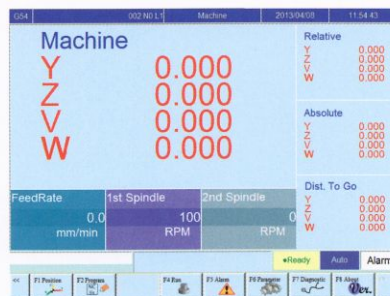 G54 002 N0 L1 Machine 2013/04/08 11:54:43
Machine
Y 0.000
Z 0.000
V 0.000
W 0.000
Relative
Y 0.000
Z 0.000
V 0.000
W 0.000
Absolute
Y 0.000
Z 0.000
V 0.000
W 0.000
Dist. To Go
Y 0.000
Z 0.000
V 0.000
W 0.000
FeedRate
0.0
mm/min
1st Spindle
100
RPM
2nd Spindle
0
RPM
Ready Auto Alarm
<< F1 Position F2 Program F4 Run F5 Alarm F6 Parameter F7 Diagnostic F8 About
Ver.